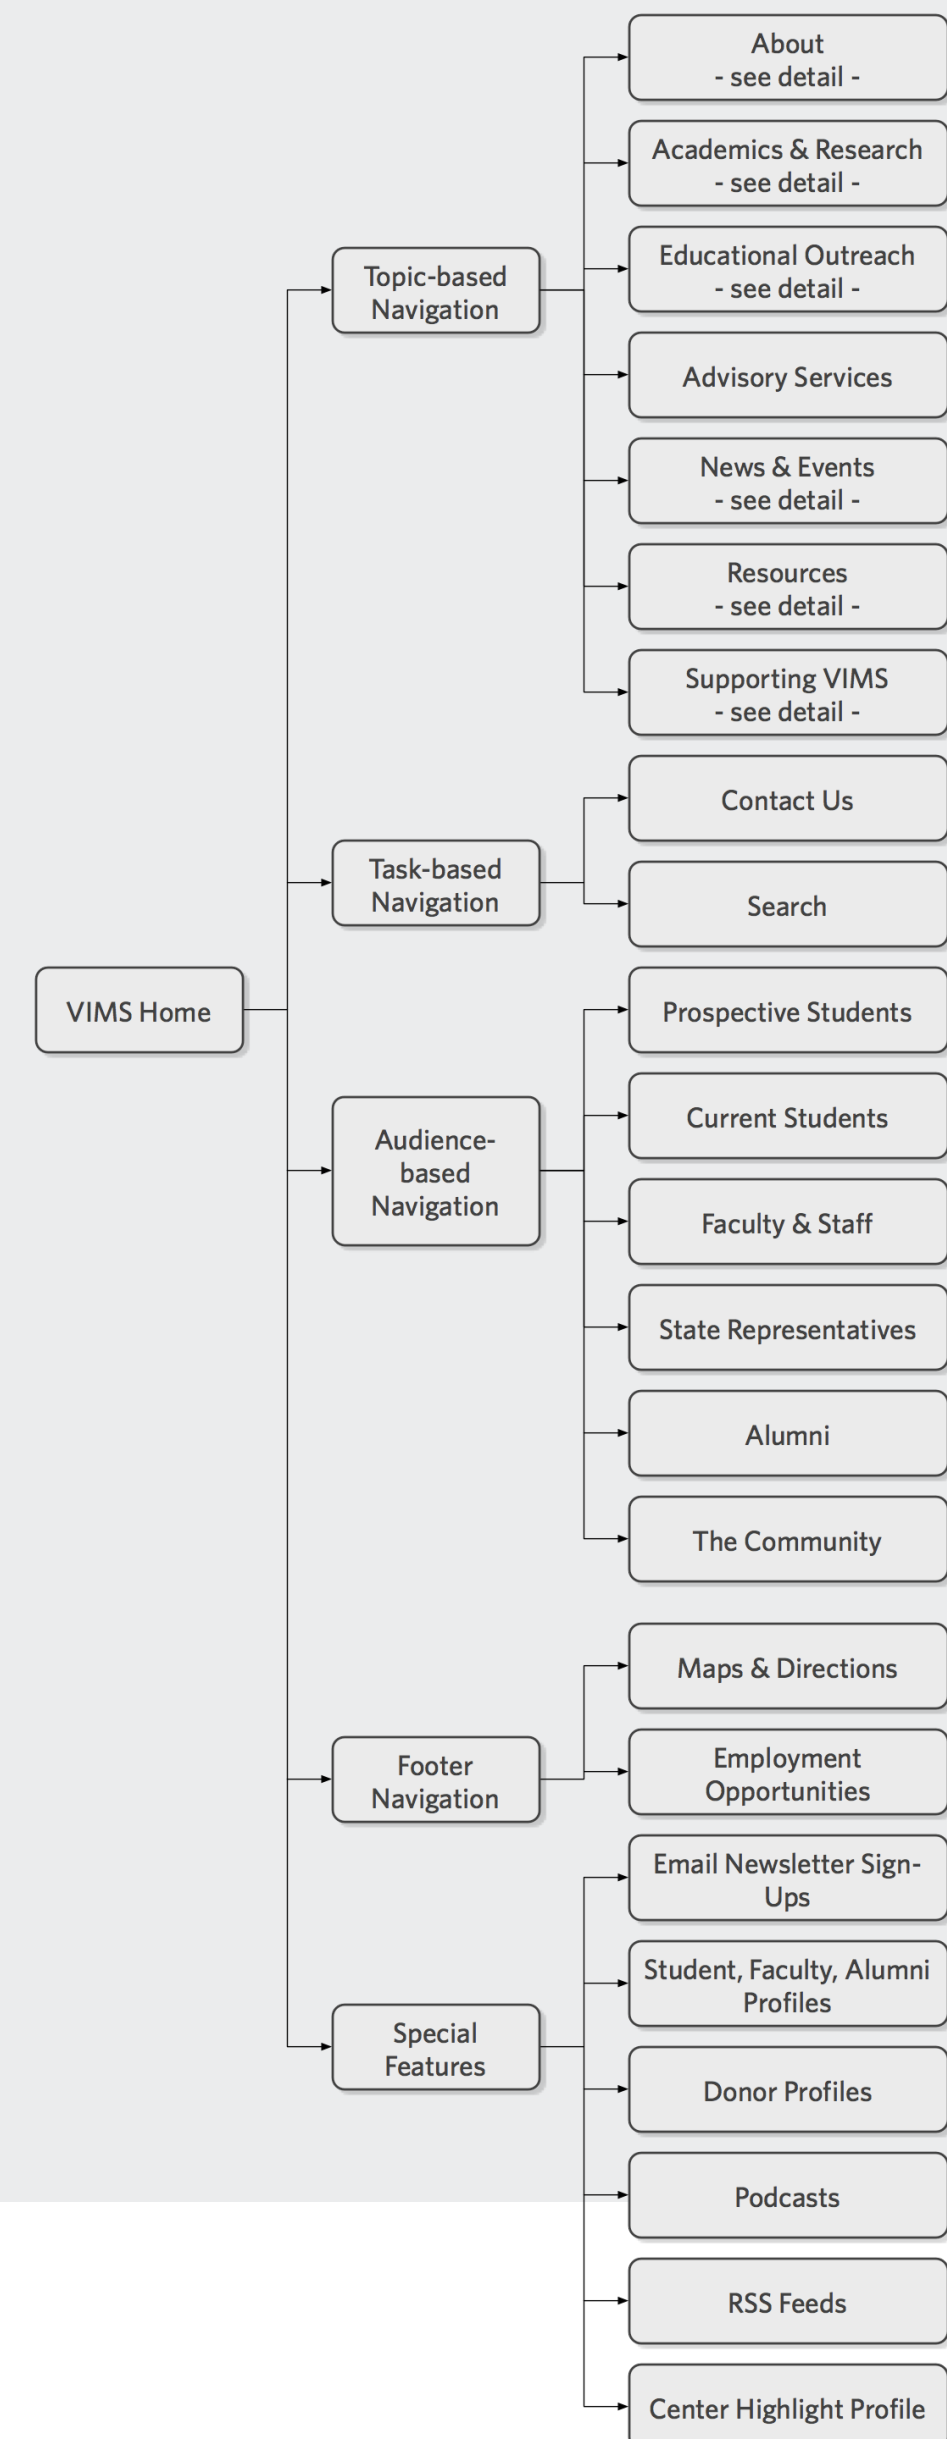 VIMS Home
Topic-based
Navigation
About
- see detail -
Academics & Research
- see detail -
Educational Outreach
- see detail -
Advisory Services
News & Events
- see detail -
Resources
- see detail -
Supporting VIMS
- see detail -
Task-based
Navigation
Contact Us
Search
Audience-
based
Navigation
Prospective Students
Current Students
Faculty & Staff
State Representatives
Alumni
The Community
Footer
Navigation
Maps & Directions
Employment
Opportunities
Special
Features
Email Newsletter Sign-
Ups
Student, Faculty, Alumni
Profiles
Donor Profiles
Podcasts
RSS Feeds
Center Highlight Profile